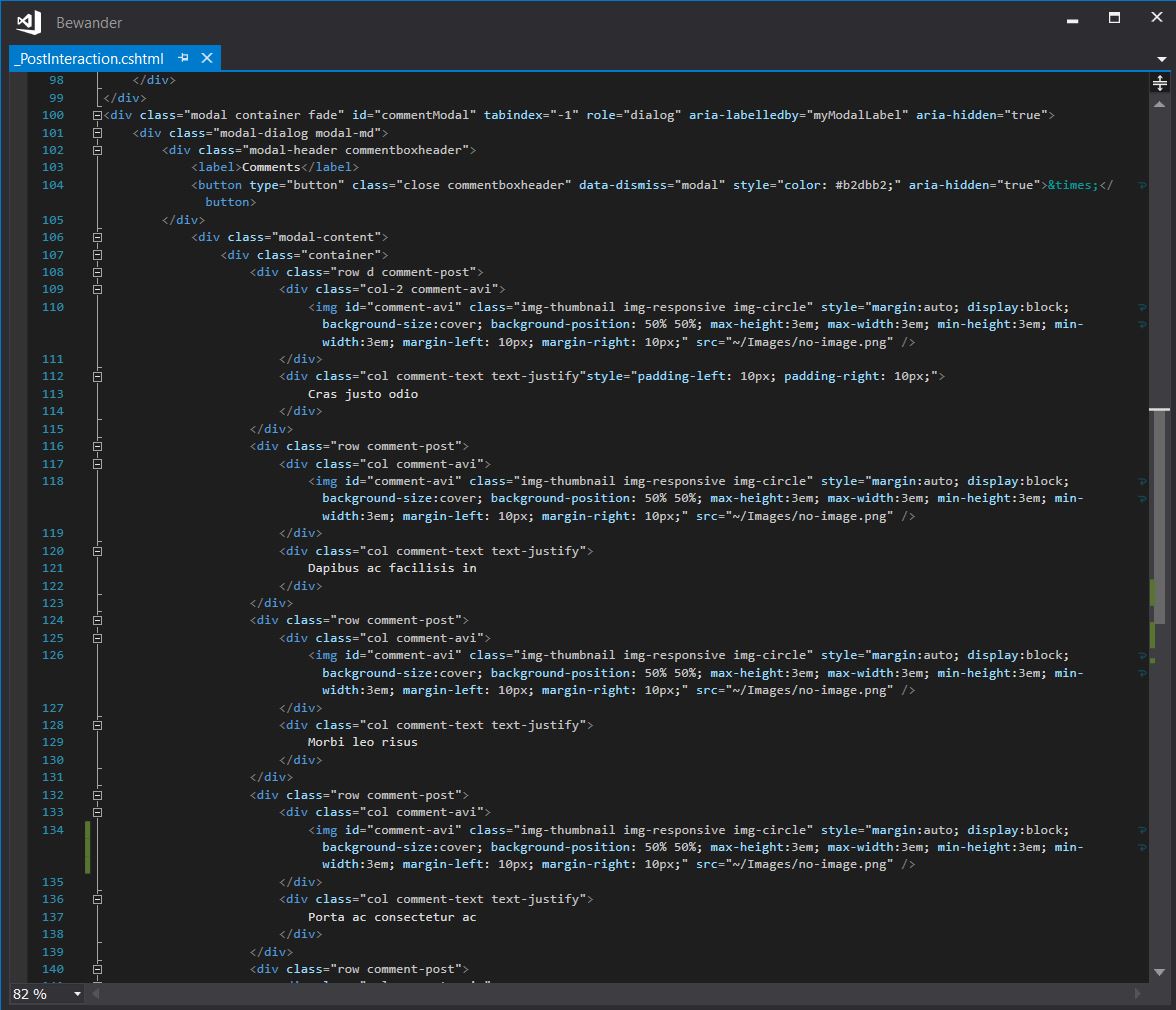 Bewander
_PostInteraction.cshtml
98 </div>
99 </div>
100 <div class="modal container fade" id="commentModal" tabindex="-1" role="dialog" aria-labelledby="myModalLabel" aria-hidden="true">
101 <div class="modal-dialog modal-md">
102 <div class="modal-header commentboxheader">
103 <label>Comments</label>
104 <button type="button" class="close commentboxheader" data-dismiss="modal" style="color: #b2dbb2;" aria-hidden="true">&times;</
button>
105 </div>
106 <div class="modal-content">
107 <div class="container">
108 <div class="row d comment-post">
109 <div class="col-2 comment-avi">
110 <img id="comment-avi" class="img-thumbnail img-responsive img-circle" style="margin:auto; display:block;
background-size:cover; background-position: 50% 50%; max-height:3em; max-width:3em; min-height:3em; min-
width:3em; margin-left: 10px; margin-right: 10px;" src="~/Images/no-image.png" />
111 </div>
112 <div class="col comment-text text-justify"style="padding-left: 10px; padding-right: 10px;">
113 Cras justo odio
114 </div>
115 </div>
116 <div class="row comment-post">
117 <div class="col comment-avi">
118 <img id="comment-avi" class="img-thumbnail img-responsive img-circle" style="margin:auto; display:block;
background-size:cover; background-position: 50% 50%; max-height:3em; max-width:3em; min-height:3em; min-
width:3em; margin-left: 10px; margin-right: 10px;" src="~/Images/no-image.png" />
119 </div>
120 <div class="col comment-text text-justify">
121 Dapibus ac facilisis in
122 </div>
123 </div>
124 <div class="row comment-post">
125 <div class="col comment-avi">
126 <img id="comment-avi" class="img-thumbnail img-responsive img-circle" style="margin:auto; display:block;
background-size:cover; background-position: 50% 50%; max-height:3em; max-width:3em; min-height:3em; min-
width:3em; margin-left: 10px; margin-right: 10px;" src="~/Images/no-image.png" />
127 </div>
128 <div class="col comment-text text-justify">
129 Morbi leo risus
130 </div>
131 </div>
132 <div class="row comment-post">
133 <div class="col comment-avi">
134 <img id="comment-avi" class="img-thumbnail img-responsive img-circle" style="margin:auto; display:block;
background-size:cover; background-position: 50% 50%; max-height:3em; max-width:3em; min-height:3em; min-
width:3em; margin-left: 10px; margin-right: 10px;" src="~/Images/no-image.png" />
135 </div>
136 <div class="col comment-text text-justify">
137 Porta ac consectetur ac
138 </div>
139 </div>
140 <div class="row comment-post">
82 %